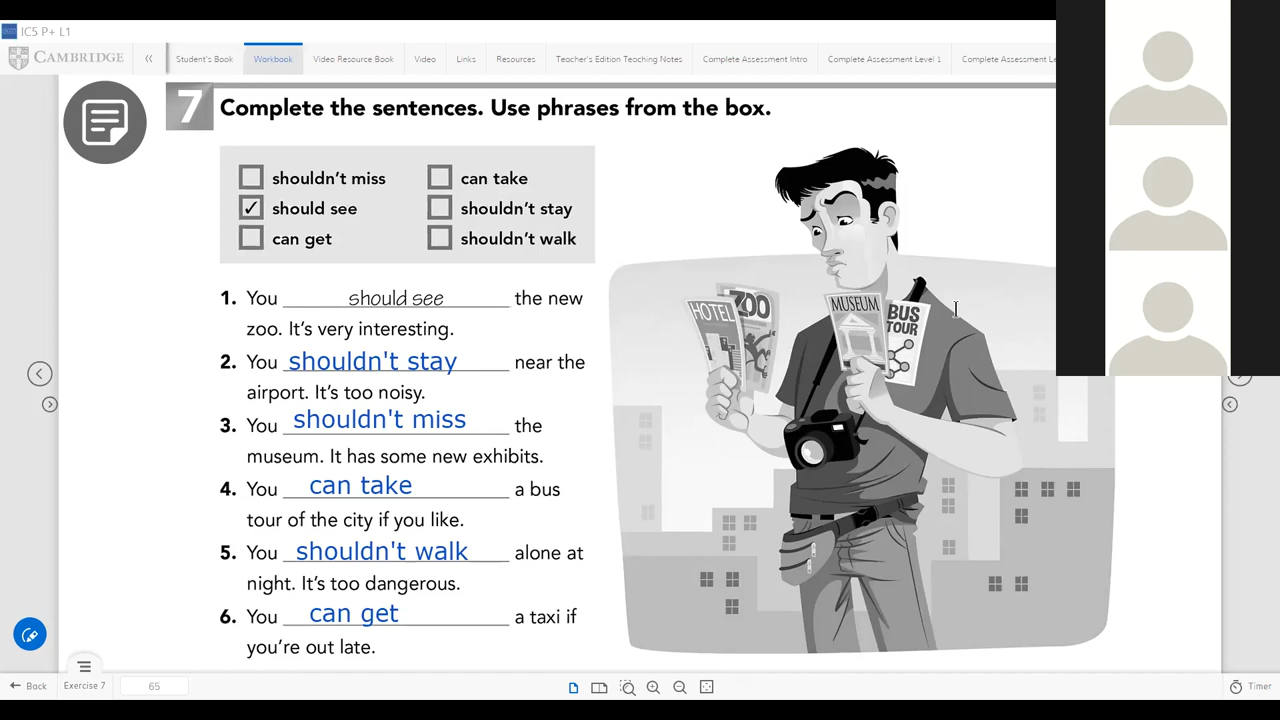 IC5 P+ L1
CAMBRIDGE
Student's Book Workbook Video Resource Book Video Links Resources Teacher's Edition Teaching Notes Complete Assessment Intro Complete Assessment Level 1 Complete Assessment Le
7 Complete the sentences. Use phrases from the box.
shouldn't miss can take
✓ should see shouldn't stay
can get shouldn't walk
1. You should see the new
zoo. It's very interesting.
2. You shouldn't stay near the
airport. It's too noisy.
3. You shouldn't miss the
museum. It has some new exhibits.
4. You can take a bus
tour of the city if you like.
5. You shouldn't walk alone at
night. It's too dangerous.
6. You can get a taxi if
you're out late.
HOTEL
ZOO
MUSEUM
BUS
TOUR
Back Exercise 7 65 Timer